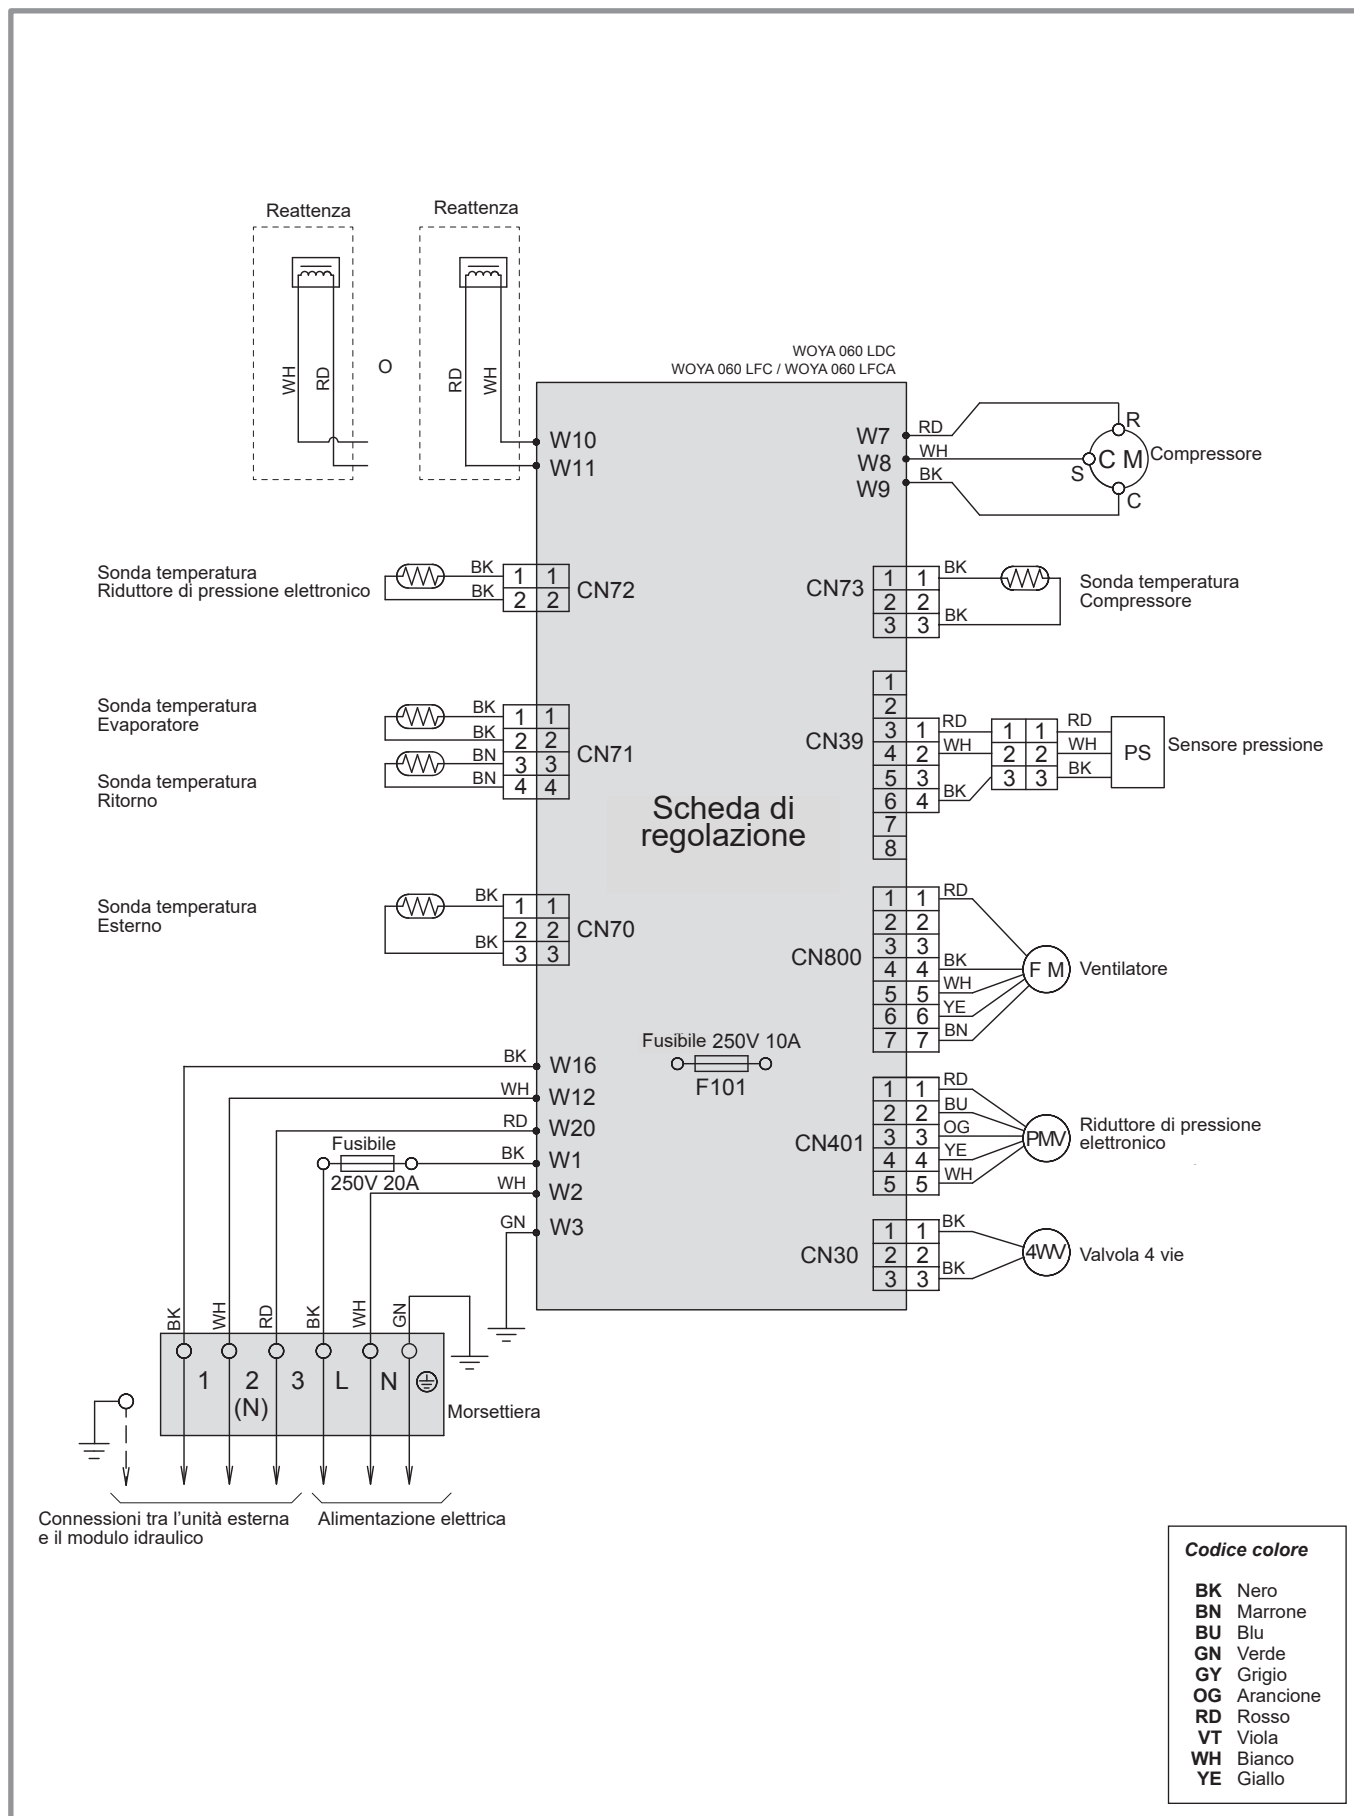 Reattenza
Reattenza
WH
RD
O
RD
WH
WOYA 060 LDC
WOYA 060 LFC / WOYA 060 LFCA
W10
W11
W7
W8
W9
RD
WH
BK
R
S
C M
C
Compressore
Sonda temperatura
Riduttore di pressione elettronico
BK
BK
1 1
2 2
CN72
CN73
1 1
2 2
3 3
BK
BK
Sonda temperatura
Compressore
Sonda temperatura
Evaporatore
Sonda temperatura
Ritorno
BK
BK
BN
BN
1 1
2 2
3 3
4 4
CN71
CN39
1
2
3 1
4 2
5 3
6 4
7
8
RD
WH
BK
1 1
2 2
3 3
RD
WH
BK
PS
Sensore pressione
Scheda di
regolazione
Sonda temperatura
Esterno
BK
BK
1 1
2 2
3 3
CN70
CN800
1 1
2 2
3 3
4 4
5 5
6 6
7 7
RD
BK
WH
YE
BN
F M
Ventilatore
Fusibile 250V 10A
F101
BK
WH
RD
BK
WH
GN
W16
W12
W20
W1
W2
W3
Fusibile
250V 20A
CN401
1 1
2 2
3 3
4 4
5 5
RD
BU
OG
YE
WH
PMV
Riduttore di pressione
elettronico
CN30
1 1
2 2
3 3
BK
BK
4WV
Valvola 4 vie
BK
WH
RD
BK
WH
GN
1 2 3 L N
(N)
Morsettiera
Connessioni tra l'unità esterna
e il modulo idraulico
Alimentazione elettrica
Codice colore
BK Nero
BN Marrone
BU Blu
GN Verde
GY Grigio
OG Arancione
RD Rosso
VT Viola
WH Bianco
YE Giallo